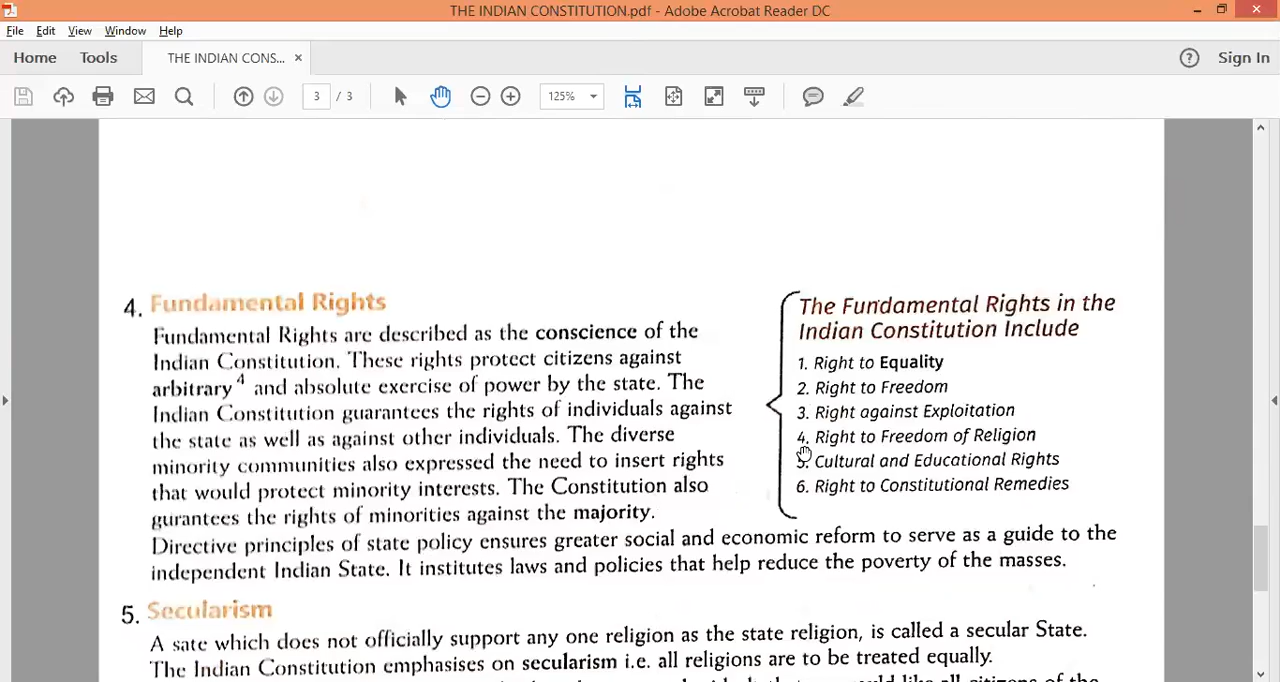 THE INDIAN CONSTITUTION.pdf - Adobe Acrobat Reader DC
File Edit View Window Help
Home Tools THE INDIAN CONS... × Sign In
3 / 3 125%
4. Fundamental Rights
Fundamental Rights are described as the conscience of the
Indian Constitution. These rights protect citizens against
arbitrary 4 and absolute exercise of power by the state. The
Indian Constitution guarantees the rights of individuals against
the state as well as against other individuals. The diverse
minority communities also expressed the need to insert rights
that would protect minority interests. The Constitution also
gurantees the rights of minorities against the majority.
The Fundamental Rights in the
Indian Constitution Include
1. Right to Equality
2. Right to Freedom
3. Right against Exploitation
4. Right to Freedom of Religion
5. Cultural and Educational Rights
6. Right to Constitutional Remedies
Directive principles of state policy ensures greater social and economic reform to serve as a guide to the
independent Indian State. It institutes laws and policies that help reduce the poverty of the masses.
5. Secularism
A sate which does not officially support any one religion as the state religion, is called a secular State.
The Indian Constitution emphasises on secularism i.e. all religions are to be treated equally.
all citizens of the